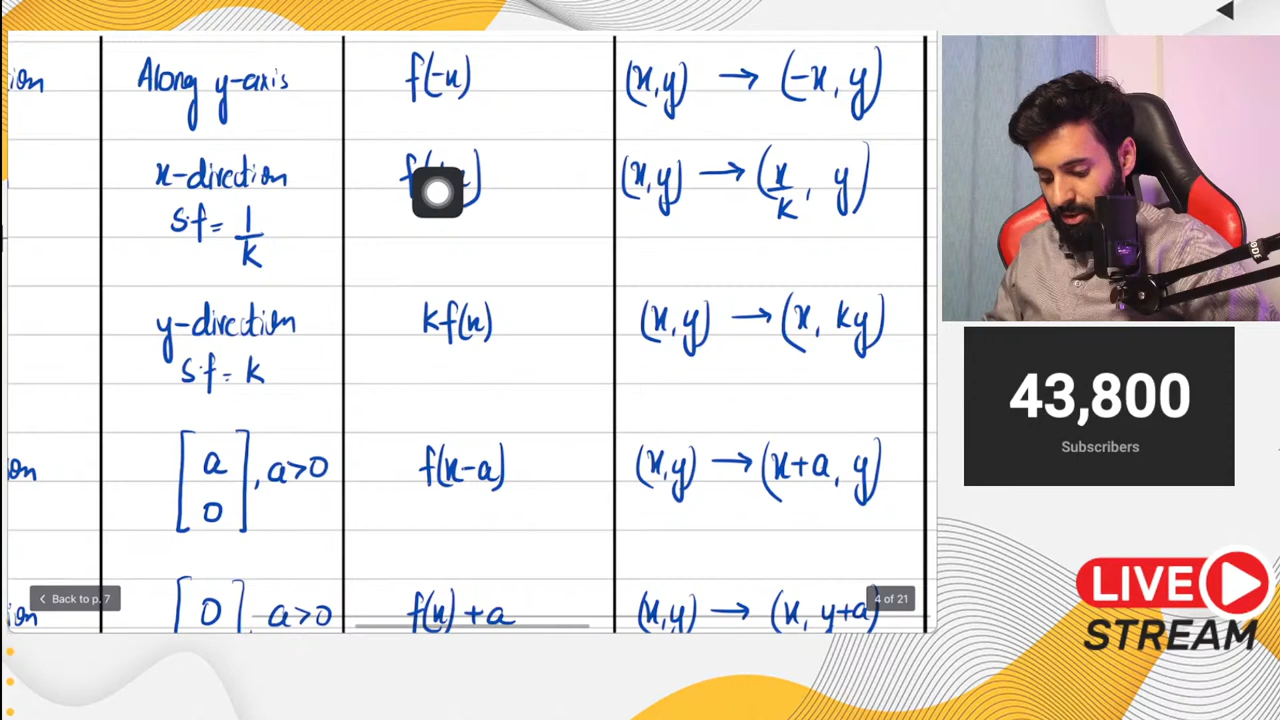 ion
Along y-axis
f(-x)
(x,y) → (-x, y)
x-direction
S.f = 1/k
(x,y) → (x/k, y)
y-direction
S.f = k
kf(x)
(x,y) → (x, ky)
on
[a 0], a>0
f(x-a)
(x,y) → (x+a, y)
ion
[0 , a>0
f(x)+a
(x,y) → (x, y+a)
Back to p. 7
4 of 21
43,800
Subscribers
LIVE
STREAM